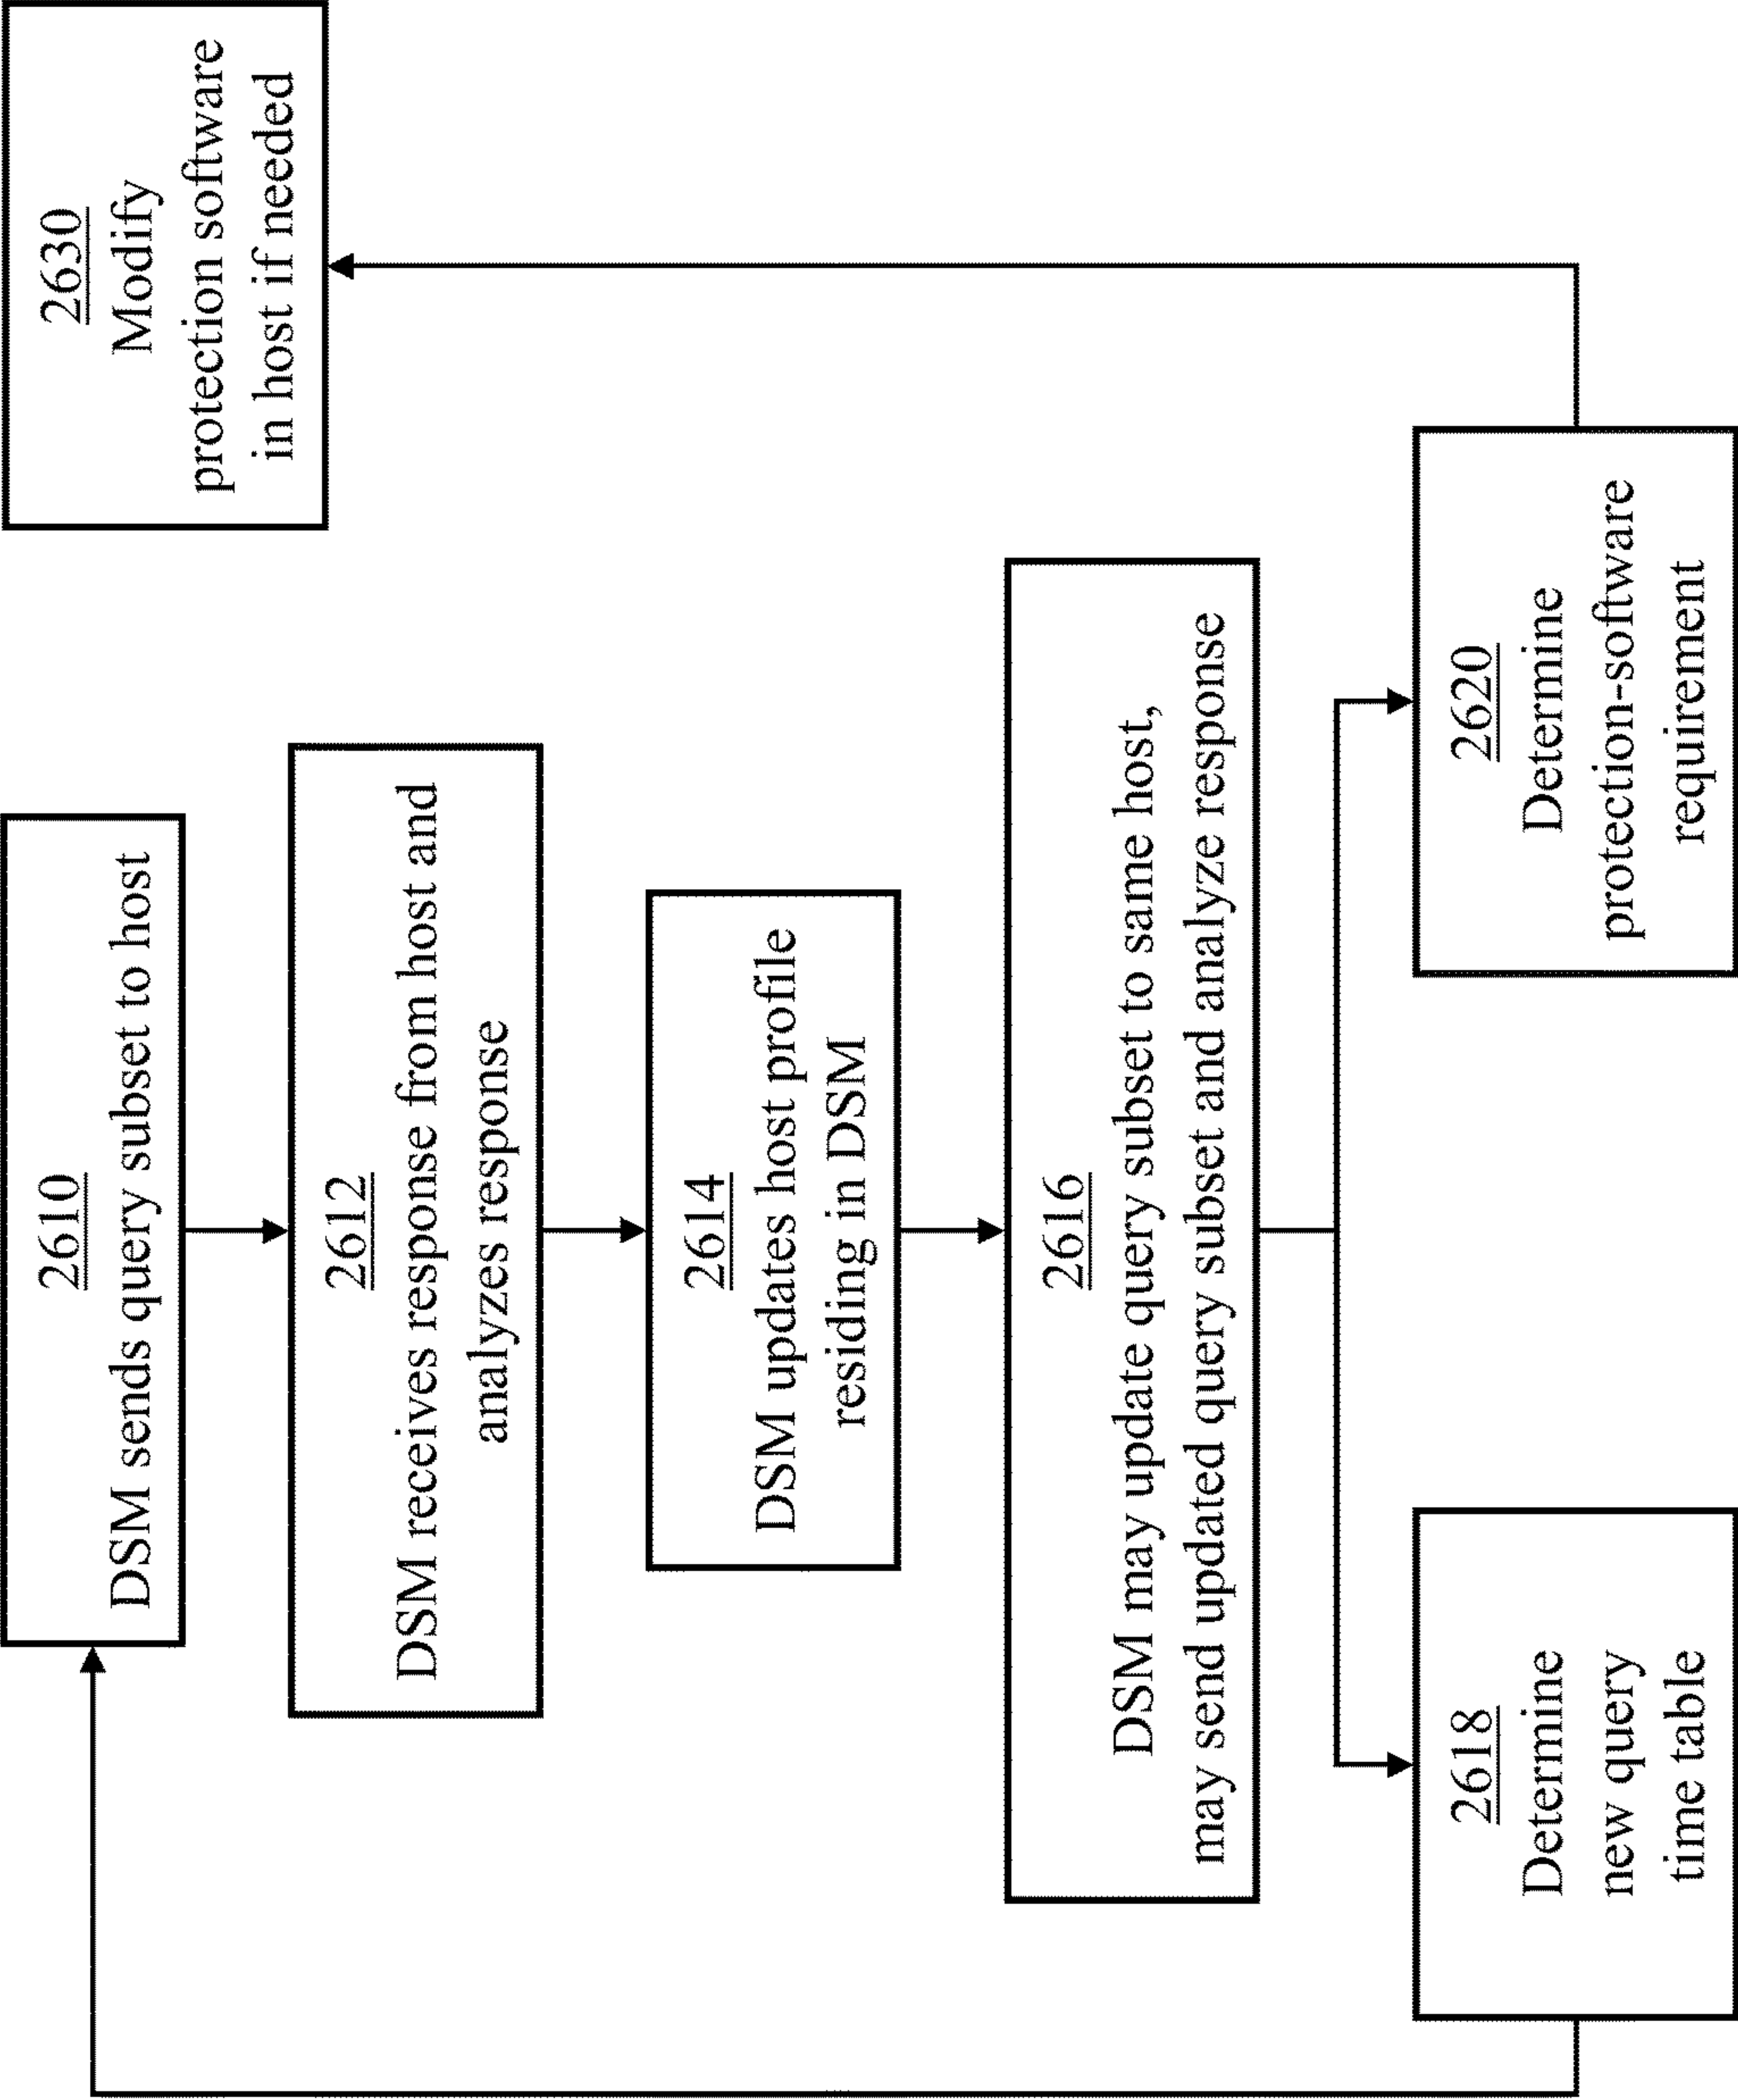 2610
DSM sends query subset to host
2612
DSM receives response from host and
analyzes response
2614
DSM updates host profile
residing in DSM
2616
DSM may update query subset to same host,
may send updated query subset and analyze response
2618
Determine
new query
time table
2620
Determine
protection-software
requirement
2630
Modify
protection software
in host if needed